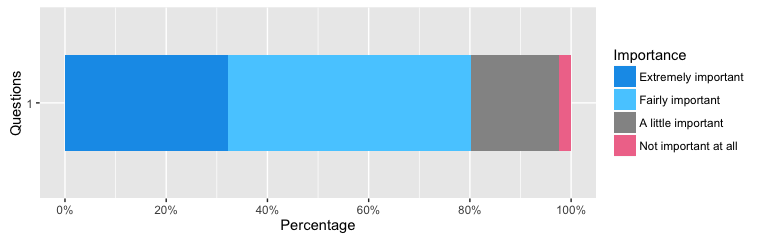 Questions
1
0%
20%
40%
60%
80%
100%
Percentage
Importance
Extremely important
Fairly important
A little important
Not important at all